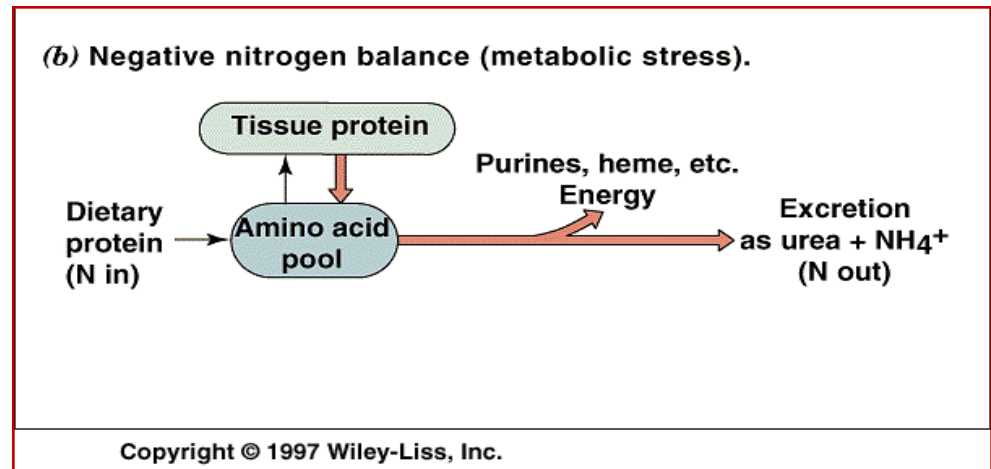 (b) Negative nitrogen balance (metabolic stress).
Tissue protein
Purines, heme, etc.
Energy
Dietary
protein
(N in)
Amino acid
pool
Excretion
as urea + NH4+
(N out)
Copyright © 1997 Wiley-Liss, Inc.